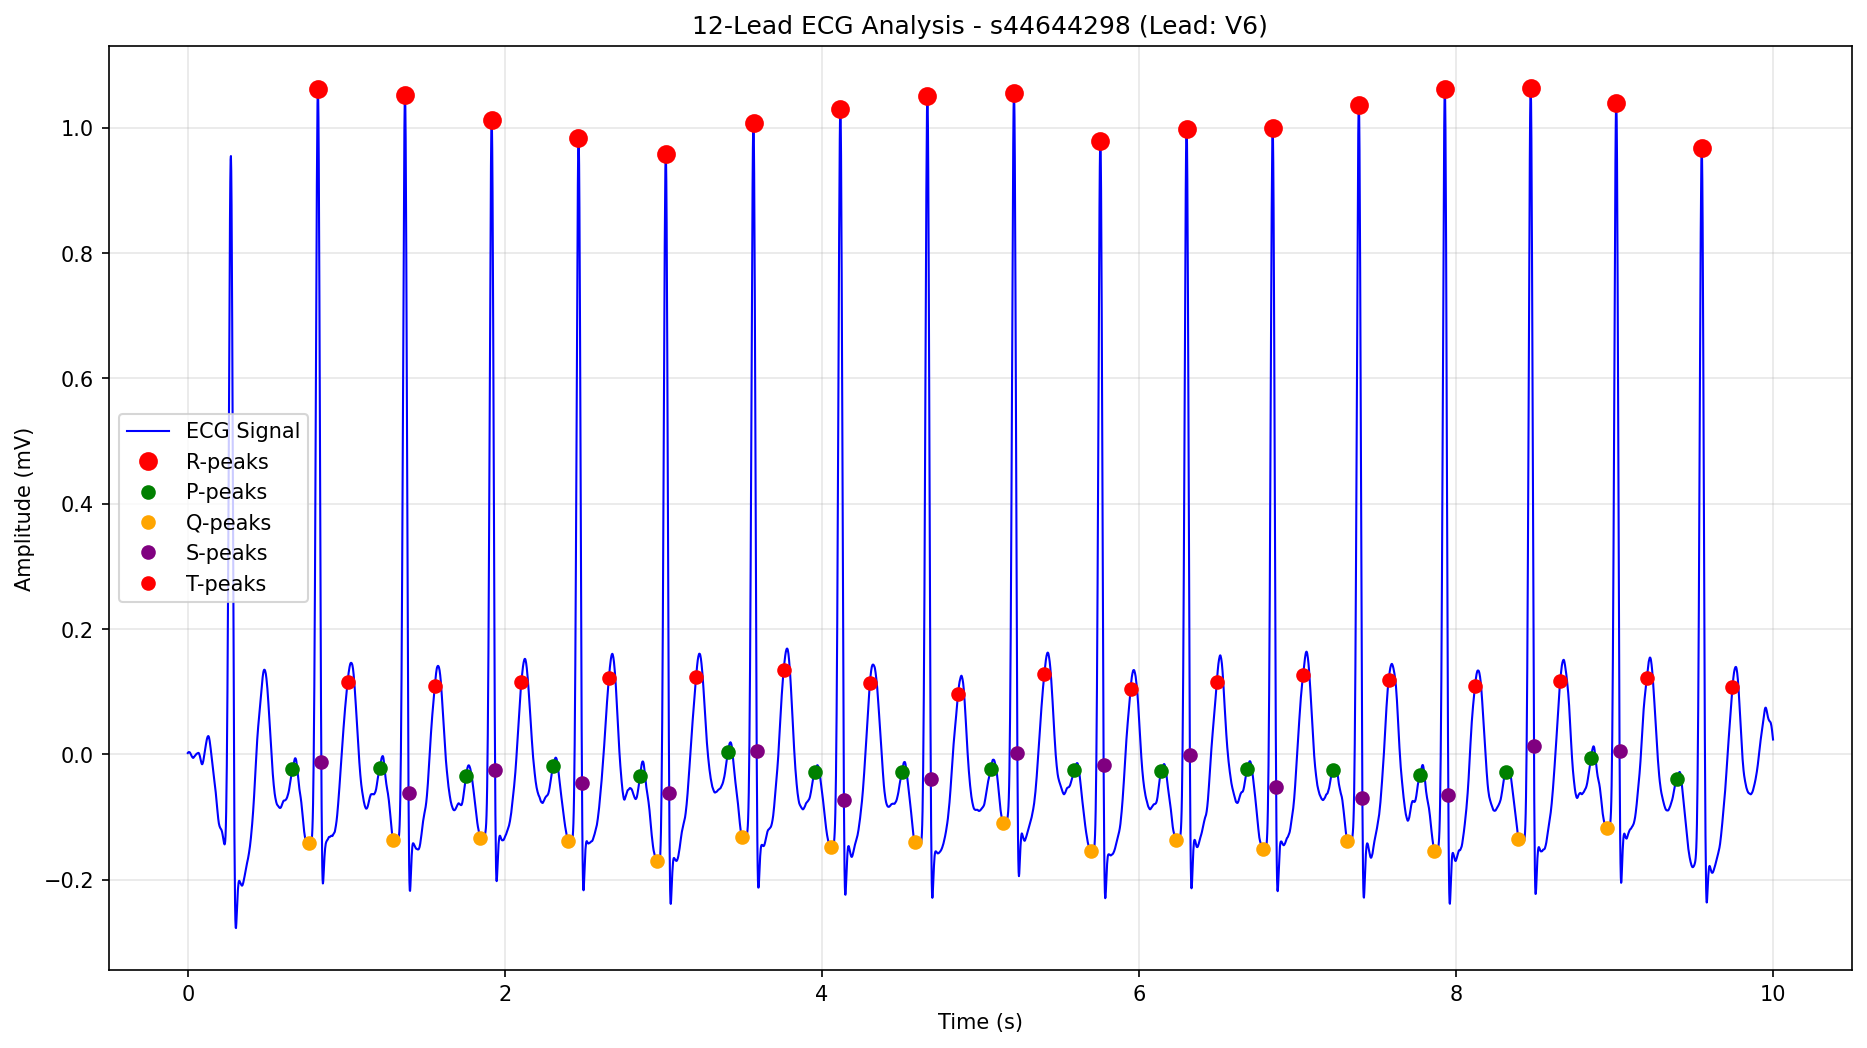 12-Lead ECG Analysis - s44644298 (Lead: V6)
Amplitude (mV)
1.0
0.8
0.6
0.4
0.2
0.0
−0.2
ECG Signal
R-peaks
P-peaks
Q-peaks
S-peaks
T-peaks
0 2 4 6 8 10
Time (s)